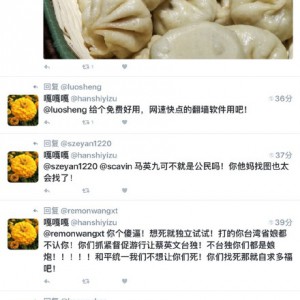 回复 @luosheng
嘎嘎嘎 @hanshiyizu 36分
@luosheng 给个免费好用，网速快点的翻墙软件用吧！
回复 @szeyan1220
嘎嘎嘎 @hanshiyizu 37分
@szeyan1220 @scavin 马英九可不就是公民吗！你他妈找图也太
会找了！
回复 @remonwangxt
嘎嘎嘎 @hanshiyizu 39分
@remonwangxt 你个傻逼！想死就独立试试！打的你台湾省娘都
不认你！你们抓紧督促游行让蔡英文台独！不台独你们都是娘
炮！！！！！和平统一我们不想让你们死！你们找死那就自求多福
吧！
回复 @taojiatao